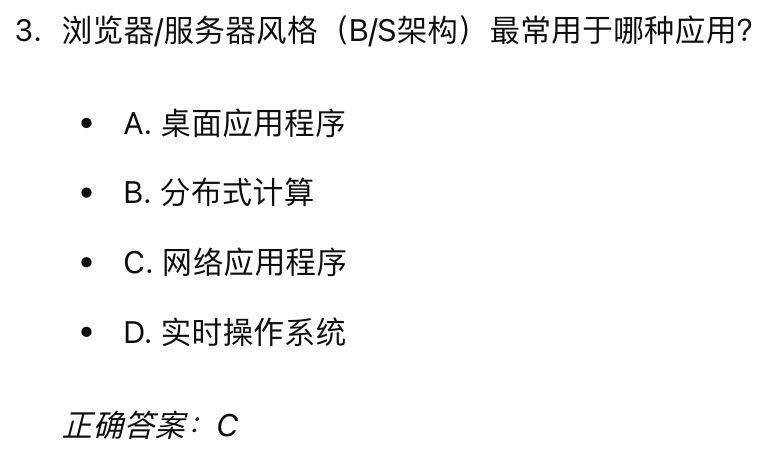 3. 浏览器/服务器风格（B/S架构）最常用于哪种应用?
• A. 桌面应用程序
• B. 分布式计算
• C. 网络应用程序
• D. 实时操作系统
正确答案：C